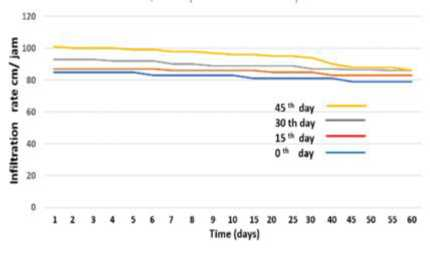 120
100
80
60
40
20
0
Infiltration rate cm/ jam
45 th day
30 th day
15 th day
0 th day
1 2 3 4 5 6 7 8 9 10 15 20 25 30 40 45 50 55 60
Time (days)